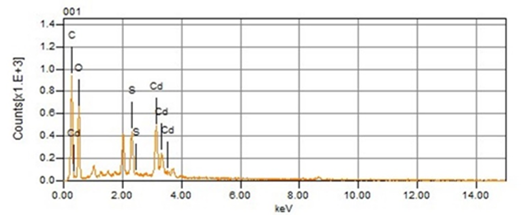 001
1.4
1.2
1.0
0.8
0.6
0.4
0.2
0.0
Counts[x1.E+3]
C
O
Cd
S
S
Cd
Cd
Cd
0.00 2.00 4.00 6.00 8.00 10.00 12.00 14.00
keV